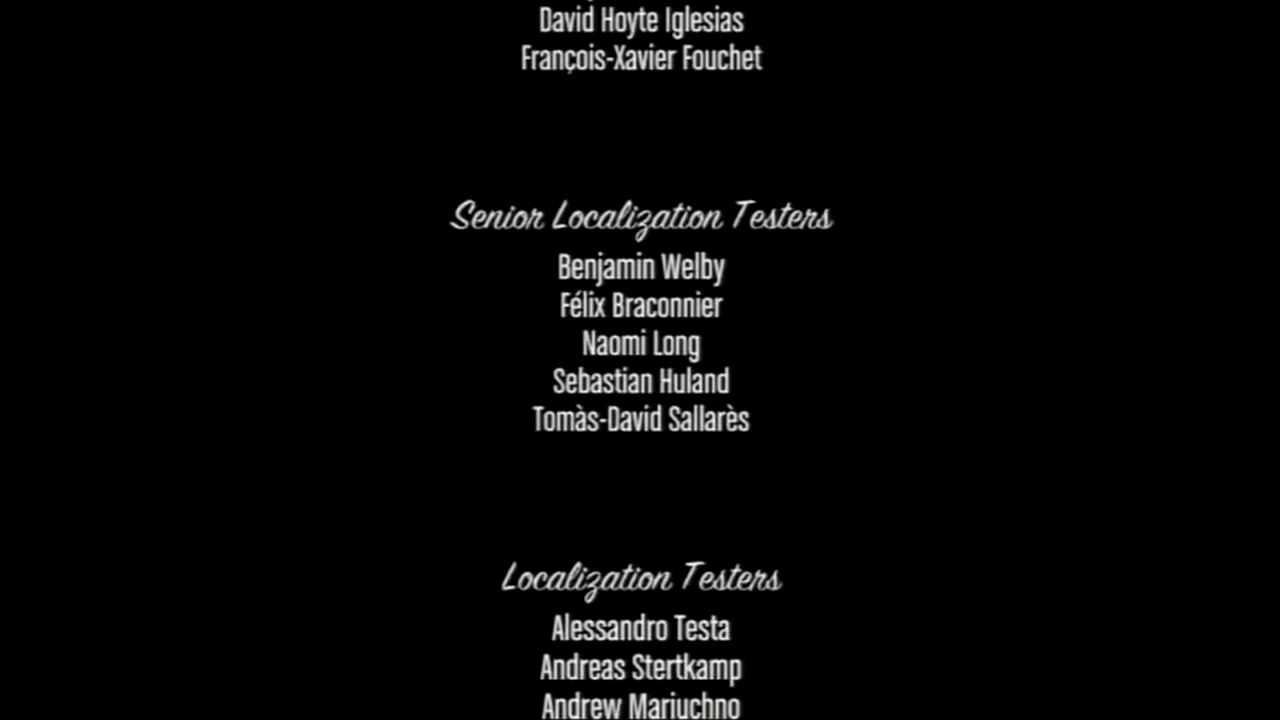 David Hoyte Iglesias
François-Xavier Fouchet
Senior Localization Testers
Benjamin Welby
Félix Braconnier
Naomi Long
Sebastian Huland
Tomàs-David Sallarès
Localization Testers
Alessandro Testa
Andreas Stertkamp
Andrew Mariuchno